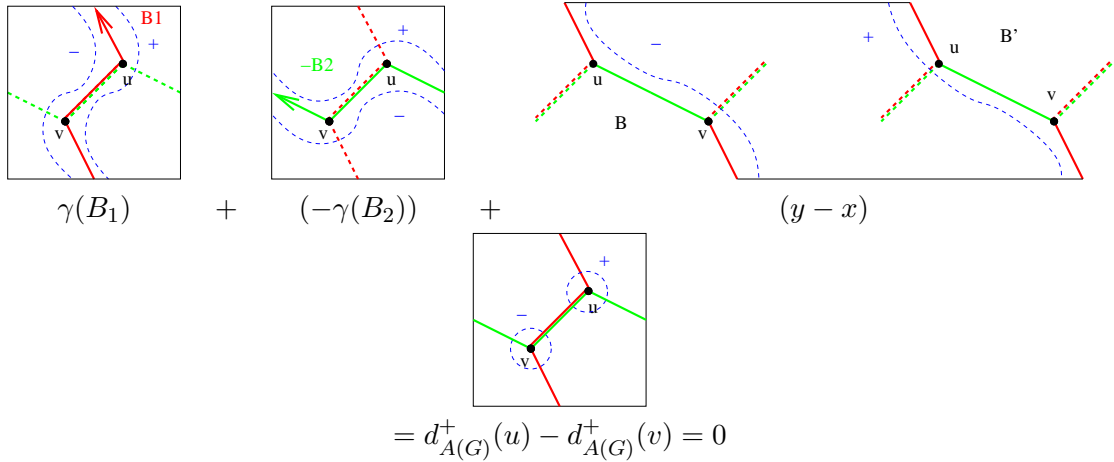 B1
−
+
u
v
+
−B2
u
−
v
−
u
B
v
+
u
B'
v
γ(B₁) + (−γ(B₂)) + (y − x)
+
−
u
v
= d⁺_{A(G)}(u) − d⁺_{A(G)}(v) = 0